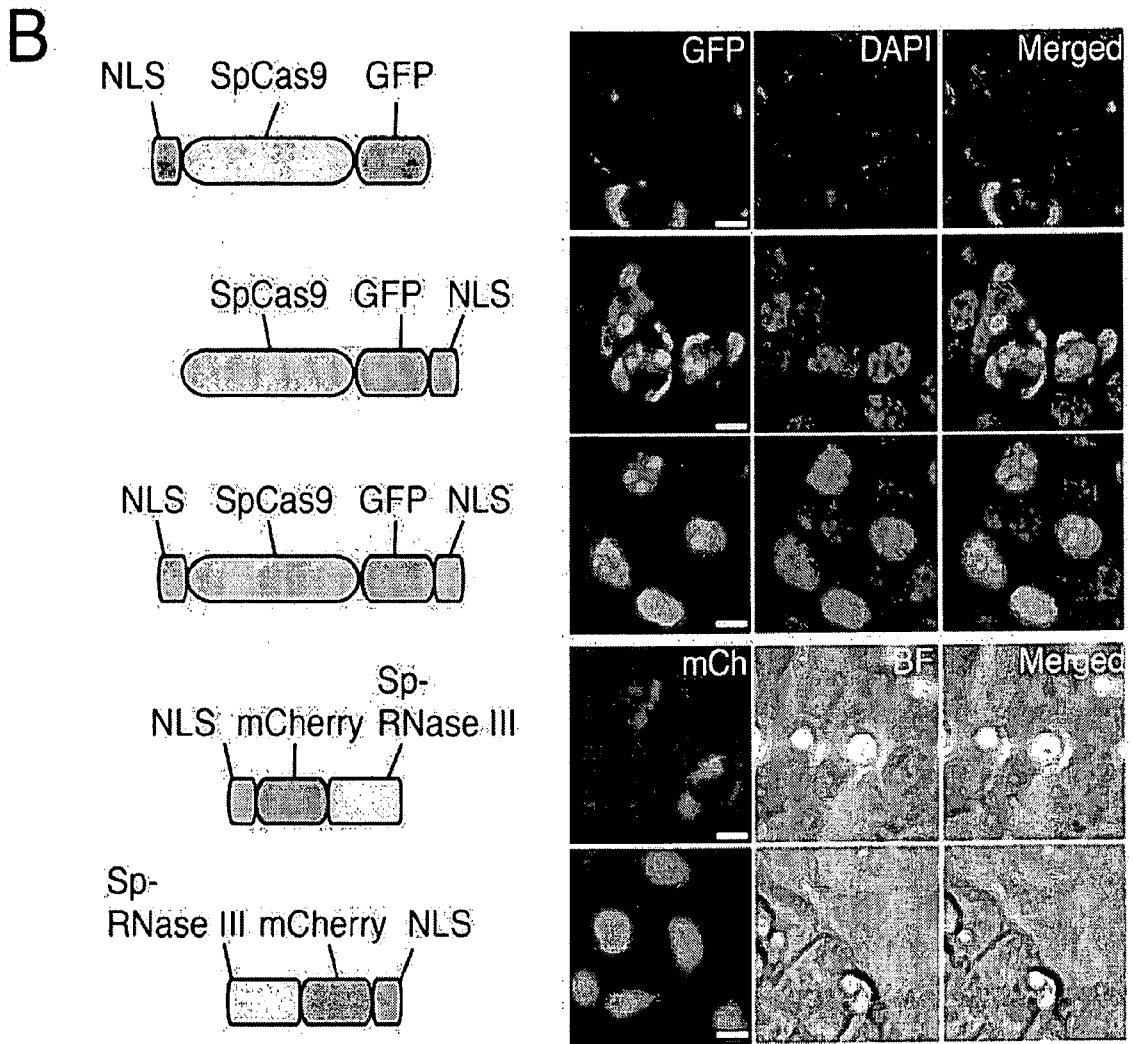 B
NLS SpCas9 GFP
GFP DAPI Merged
SpCas9 GFP NLS
NLS SpCas9 GFP NLS
mCh BF Merged
Sp-
NLS mCherry RNase III
Sp-
RNase III mCherry NLS